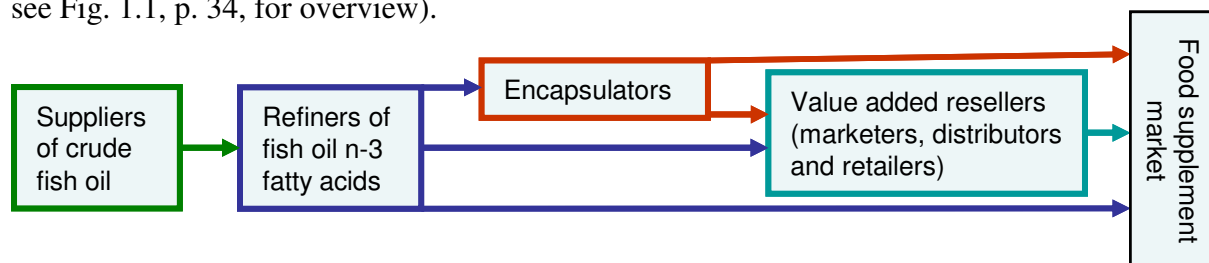 see Fig. 1.1, p. 34, for overview).
Suppliers
of crude
fish oil
Refiners of
fish oil n-3
fatty acids
Encapsulators
Value added resellers
(marketers, distributors
and retailers)
Food supplement
market